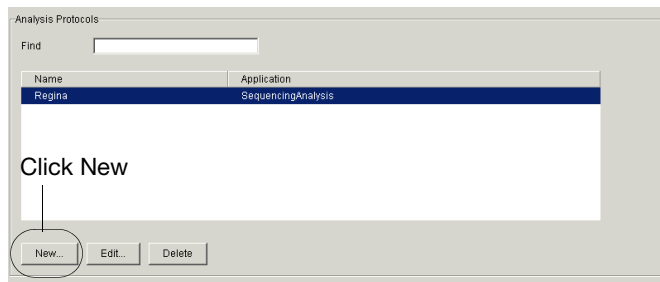 Analysis Protocols
Find
Name Application
Regina SequencingAnalysis
Click New
New... Edit... Delete